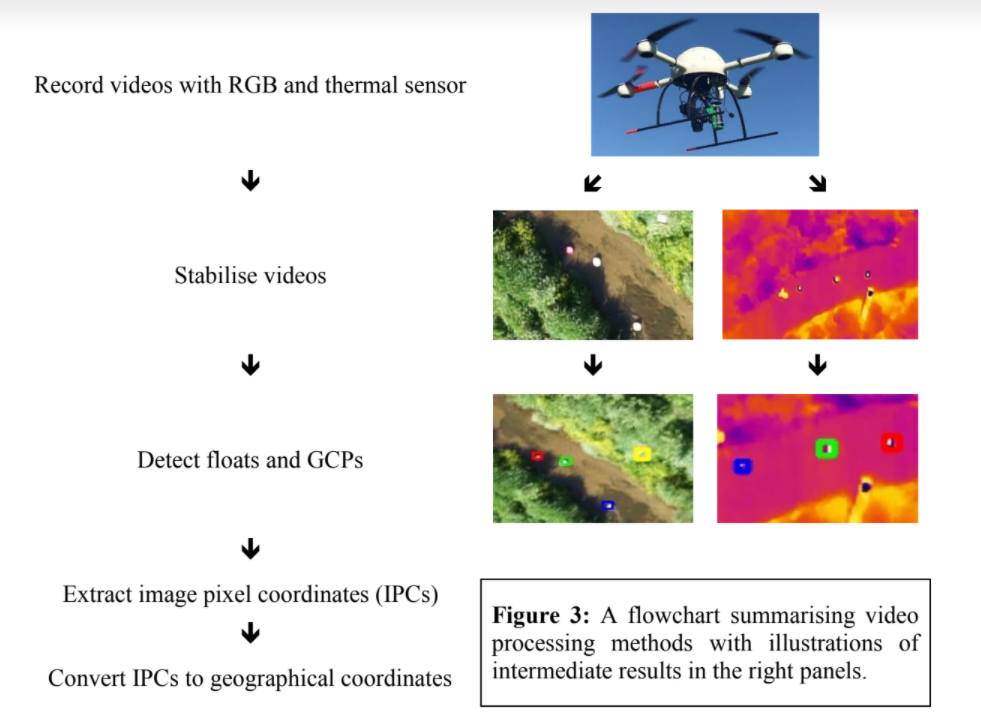 Record videos with RGB and thermal sensor
Stabilise videos
Detect floats and GCPs
Extract image pixel coordinates (IPCs)
Convert IPCs to geographical coordinates
Figure 3: A flowchart summarising video
processing methods with illustrations of
intermediate results in the right panels.